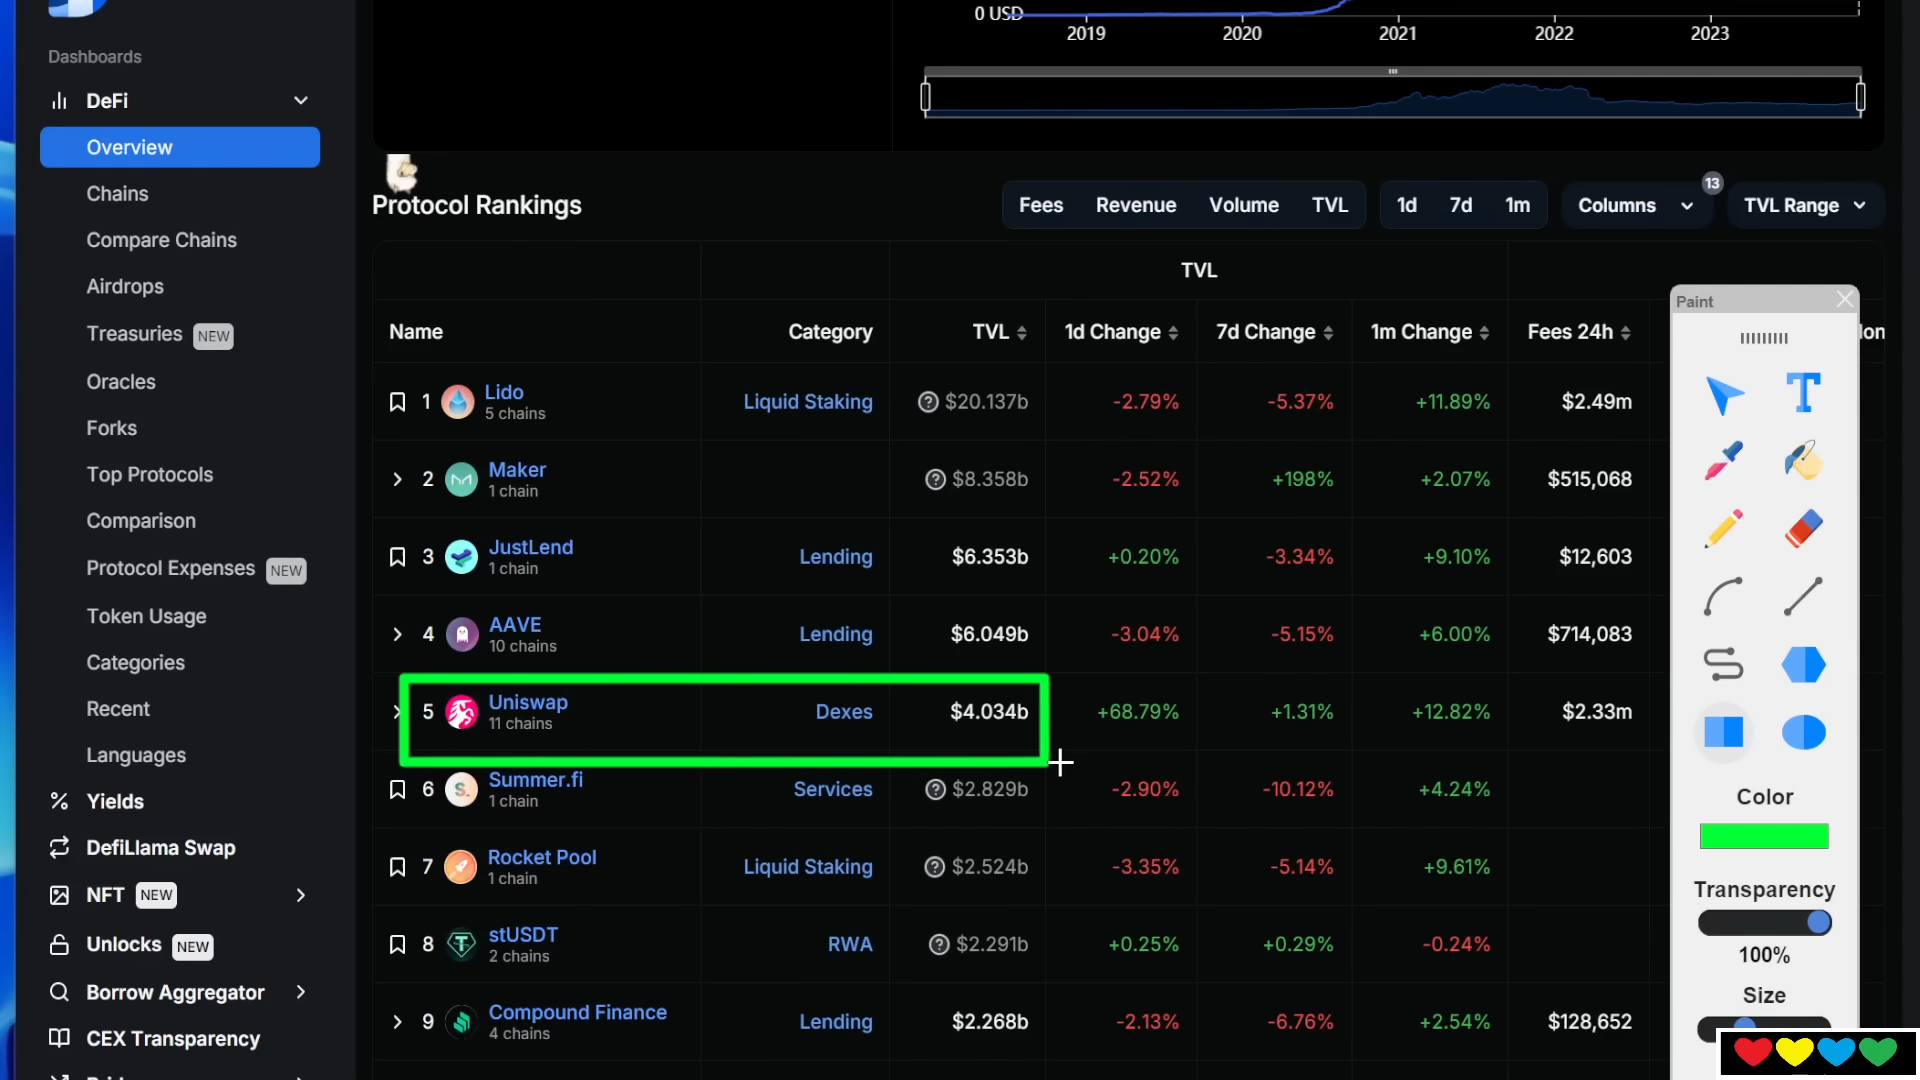 0 USD
2019 2020 2021 2022 2023
Dashboards
DeFi
Overview
Chains
Compare Chains
Airdrops
Treasuries NEW
Oracles
Forks
Top Protocols
Comparison
Protocol Expenses NEW
Token Usage
Categories
Recent
Languages
Yields
DefiLlama Swap
NFT NEW
Unlocks NEW
Borrow Aggregator
CEX Transparency
Protocol Rankings
Fees Revenue Volume TVL
1d 7d 1m
Columns 13
TVL Range
TVL
Name Category TVL 1d Change 7d Change 1m Change Fees 24h
1 Lido Liquid Staking $20.137b -2.79% -5.37% +11.89% $2.49m
5 chains
2 Maker $8.358b -2.52% +198% +2.07% $515,068
1 chain
3 JustLend Lending $6.353b +0.20% -3.34% +9.10% $12,603
1 chain
4 AAVE Lending $6.049b -3.04% -5.15% +6.00% $714,083
10 chains
5 Uniswap Dexes $4.034b +68.79% +1.31% +12.82% $2.33m
11 chains
6 Summer.fi Services $2.829b -2.90% -10.12% +4.24%
1 chain
7 Rocket Pool Liquid Staking $2.524b -3.35% -5.14% +9.61%
1 chain
8 stUSDT RWA $2.291b +0.25% +0.29% -0.24%
2 chains
9 Compound Finance Lending $2.268b -2.13% -6.76% +2.54% $128,652
4 chains
Paint
T
Color
Transparency
100%
Size